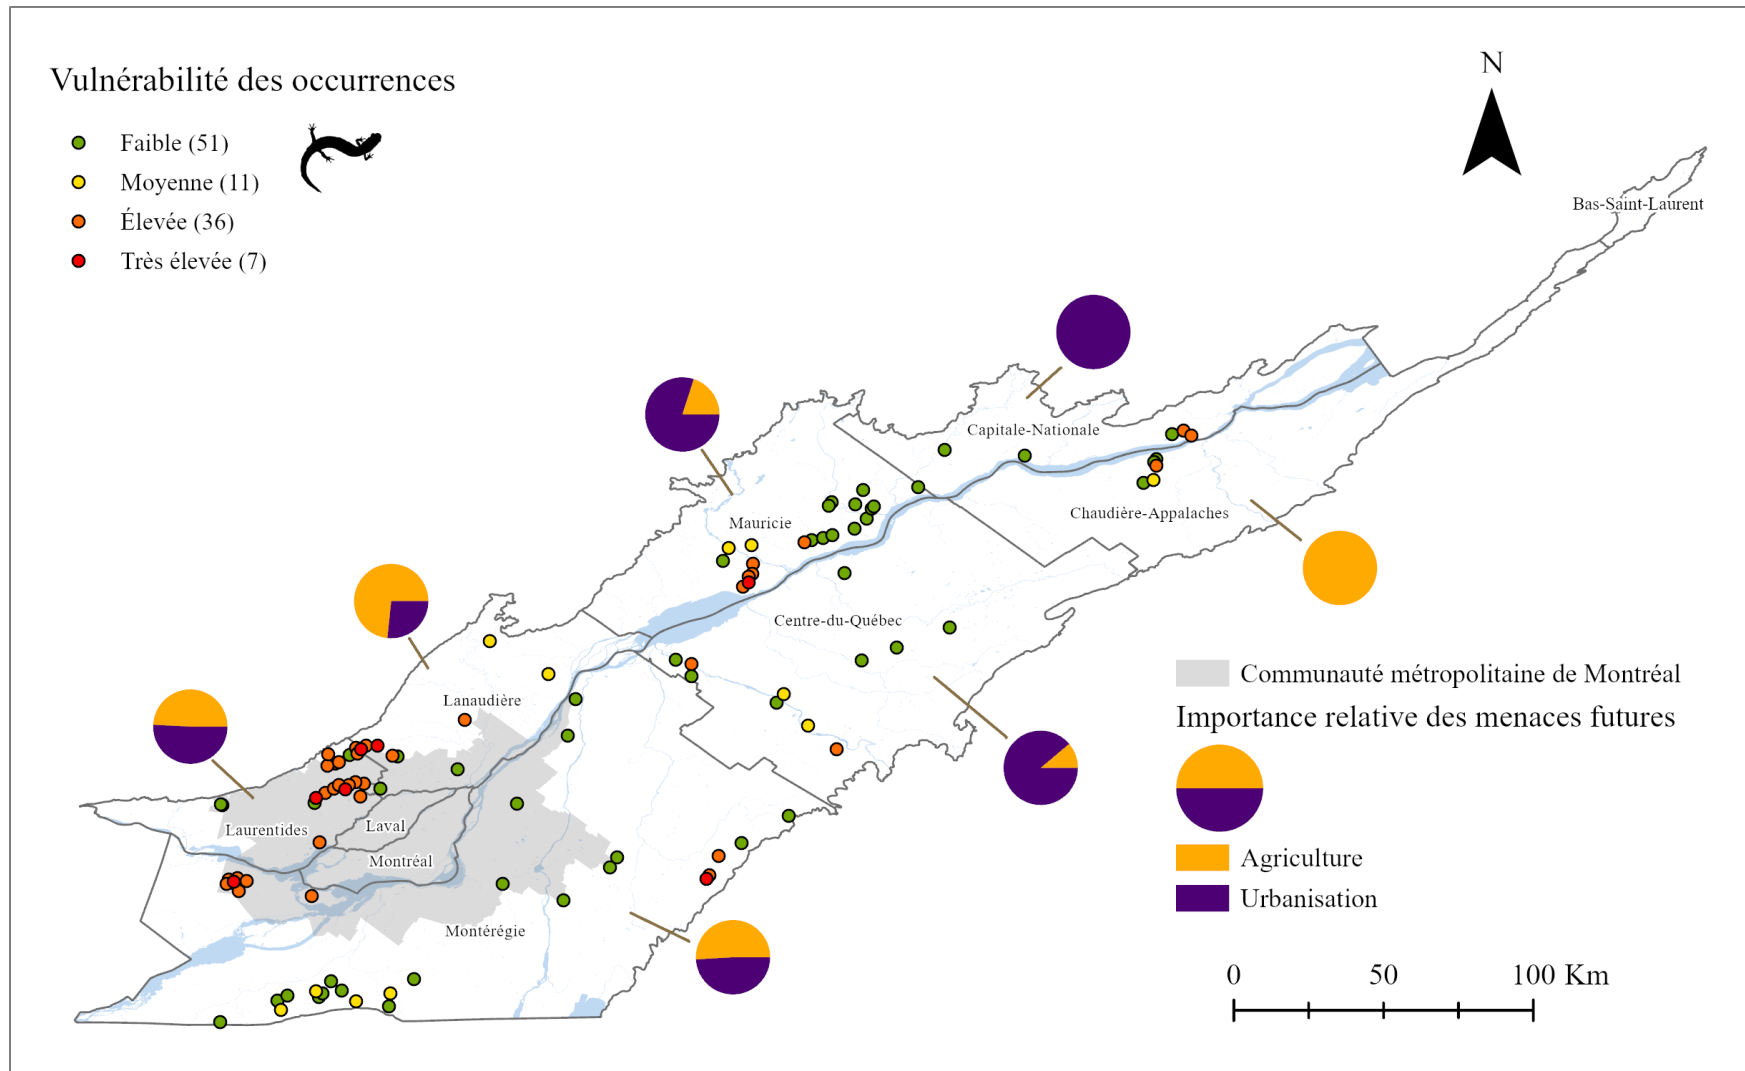 Vulnérabilité des occurrences
Faible (51)
Moyenne (11)
Élevée (36)
Très élevée (7)
N
Bas-Saint-Laurent
Capitale-Nationale
Chaudière-Appalaches
Mauricie
Centre-du-Québec
Lanaudière
Laurentides
Laval
Montréal
Montérégie
Communauté métropolitaine de Montréal
Importance relative des menaces futures
Agriculture
Urbanisation
0 50 100 Km